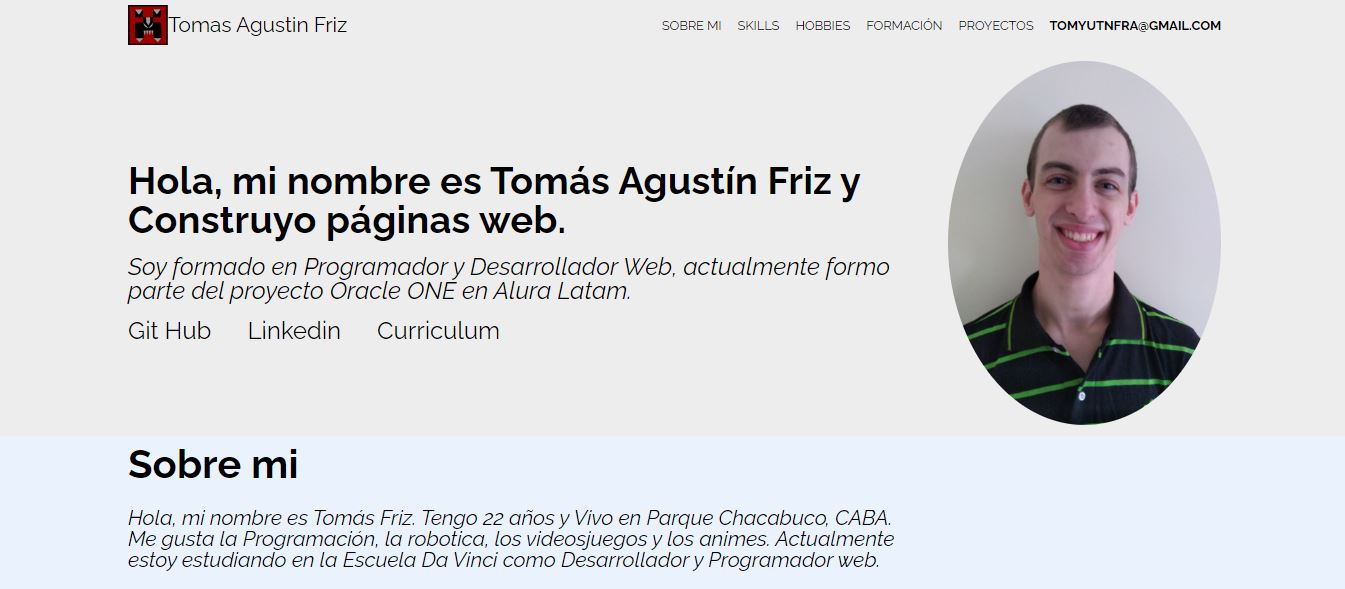 Tomas Agustin Friz
SOBRE MI SKILLS HOBBIES FORMACIÓN PROYECTOS TOMYUTNFRA@GMAIL.COM
Hola, mi nombre es Tomás Agustín Friz y
Construyo páginas web.
Soy formado en Programador y Desarrollador Web, actualmente formo
parte del proyecto Oracle ONE en Alura Latam.
Git Hub Linkedin Curriculum
Sobre mi
Hola, mi nombre es Tomás Friz. Tengo 22 años y Vivo en Parque Chacabuco, CABA.
Me gusta la Programación, la robotica, los videosjuegos y los animes. Actualmente
estoy estudiando en la Escuela Da Vinci como Desarrollador y Programador web.